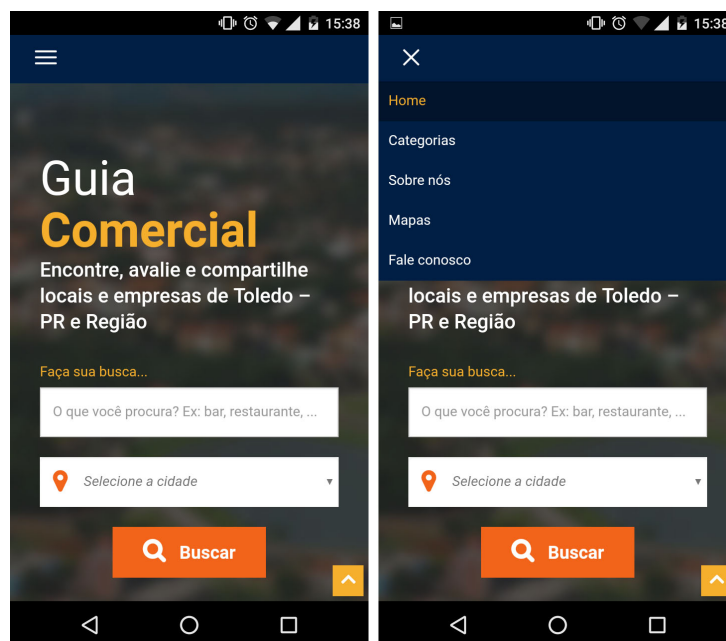 15:38
Guia
Comercial
Encontre, avalie e compartilhe
locais e empresas de Toledo –
PR e Região
Faça sua busca...
O que você procura? Ex: bar, restaurante, ...
Selecione a cidade
Buscar
15:38
Home
Categorias
Sobre nós
Mapas
Fale conosco
locais e empresas de Toledo –
PR e Região
Faça sua busca...
O que você procura? Ex: bar, restaurante, ...
Selecione a cidade
Buscar